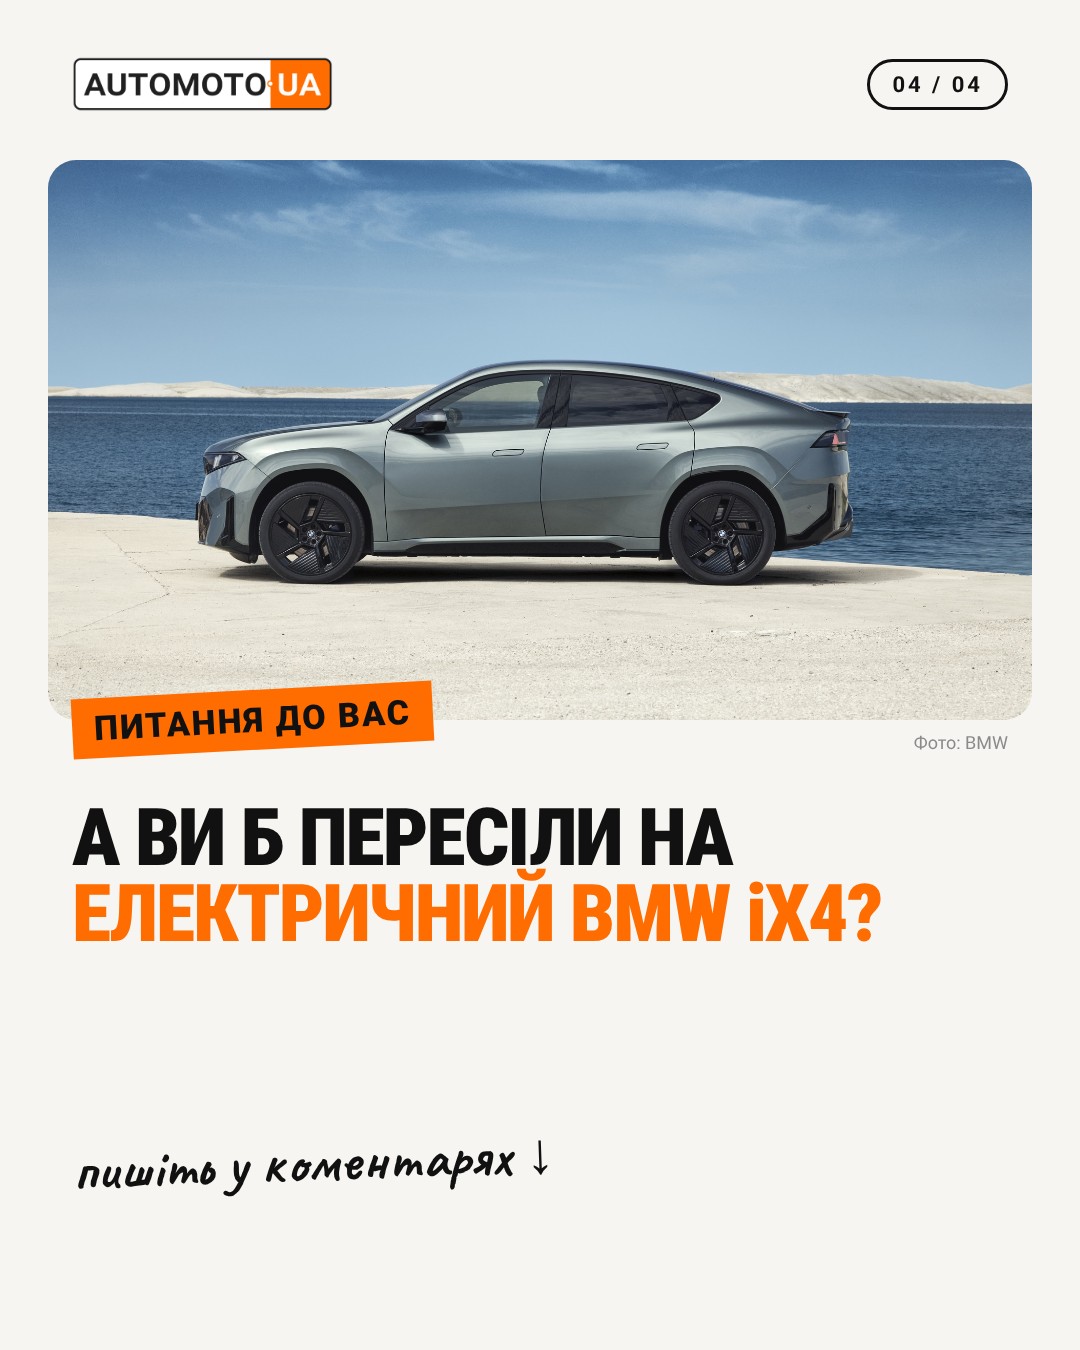 AUTOMOTO UA
04 / 04
ПИТАННЯ ДО ВАС
Фото: BMW
А ВИ Б ПЕРЕСІЛИ НА
ЕЛЕКТРИЧНИЙ BMW iX4?
пишіть у коментарях ↓